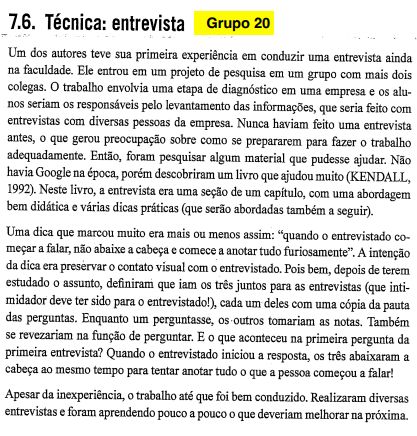 7.6. Técnica: entrevista Grupo 20
Um dos autores teve sua primeira experiência em conduzir uma entrevista ainda
na faculdade. Ele entrou em um projeto de pesquisa em um grupo com mais dois
colegas. O trabalho envolvia uma etapa de diagnóstico em uma empresa e os alu-
nos seriam os responsáveis pelo levantamento das informações, que seria feito com
entrevistas com diversas pessoas da empresa. Nunca haviam feito uma entrevista
antes, o que gerou preocupação sobre como se prepararem para fazer o trabalho
adequadamente. Então, foram pesquisar algum material que pudesse ajudar. Não
havia Google na época, porém descobriram um livro que ajudou muito (KENDALL,
1992). Neste livro, a entrevista era uma seção de um capítulo, com uma abordagem
bem didática e várias dicas práticas (que serão abordadas também a seguir).
Uma dica que marcou muito era mais ou menos assim: "quando o entrevistado co-
meçar a falar, não abaixe a cabeça e comece a anotar tudo furiosamente". A intenção
da dica era preservar o contato visual com o entrevistado. Pois bem, depois de terem
estudado o assunto, definiram que iam os três juntos para as entrevistas (que inti-
midador deve ter sido para o entrevistado!), cada um deles com uma cópia da pauta
das perguntas. Enquanto um perguntasse, os outros tomariam as notas. Também
se revezariam na função de perguntar. E o que aconteceu na primeira pergunta da
primeira entrevista? Quando o entrevistado iniciou a resposta, os três abaixaram a
cabeça ao mesmo tempo para tentar anotar tudo o que a pessoa começou a falar!
Apesar da inexperiência, o trabalho até que foi bem conduzido. Realizaram diversas
entrevistas e foram aprendendo pouco a pouco o que deveriam melhorar na próxima.